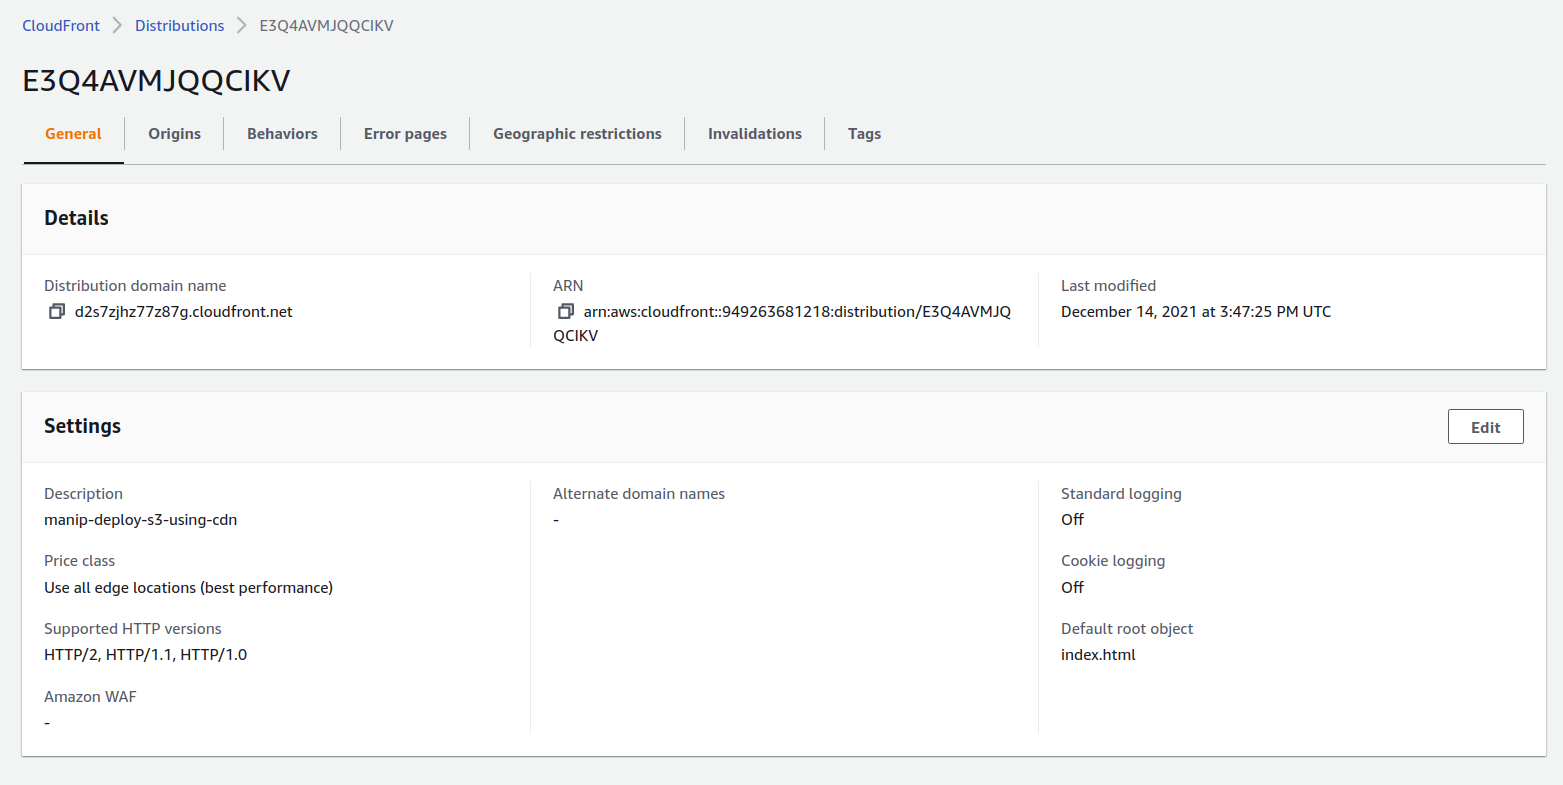 CloudFront > Distributions > E3Q4AVMJQQCIKV
E3Q4AVMJQQCIKV
General Origins Behaviors Error pages Geographic restrictions Invalidations Tags
Details
Distribution domain name
d2s7zjhz77z87g.cloudfront.net
ARN
arn:aws:cloudfront::949263681218:distribution/E3Q4AVMJQ
QCIKV
Last modified
December 14, 2021 at 3:47:25 PM UTC
Settings
Edit
Description
manip-deploy-s3-using-cdn
Price class
Use all edge locations (best performance)
Supported HTTP versions
HTTP/2, HTTP/1.1, HTTP/1.0
Amazon WAF
-
Alternate domain names
-
Standard logging
Off
Cookie logging
Off
Default root object
index.html